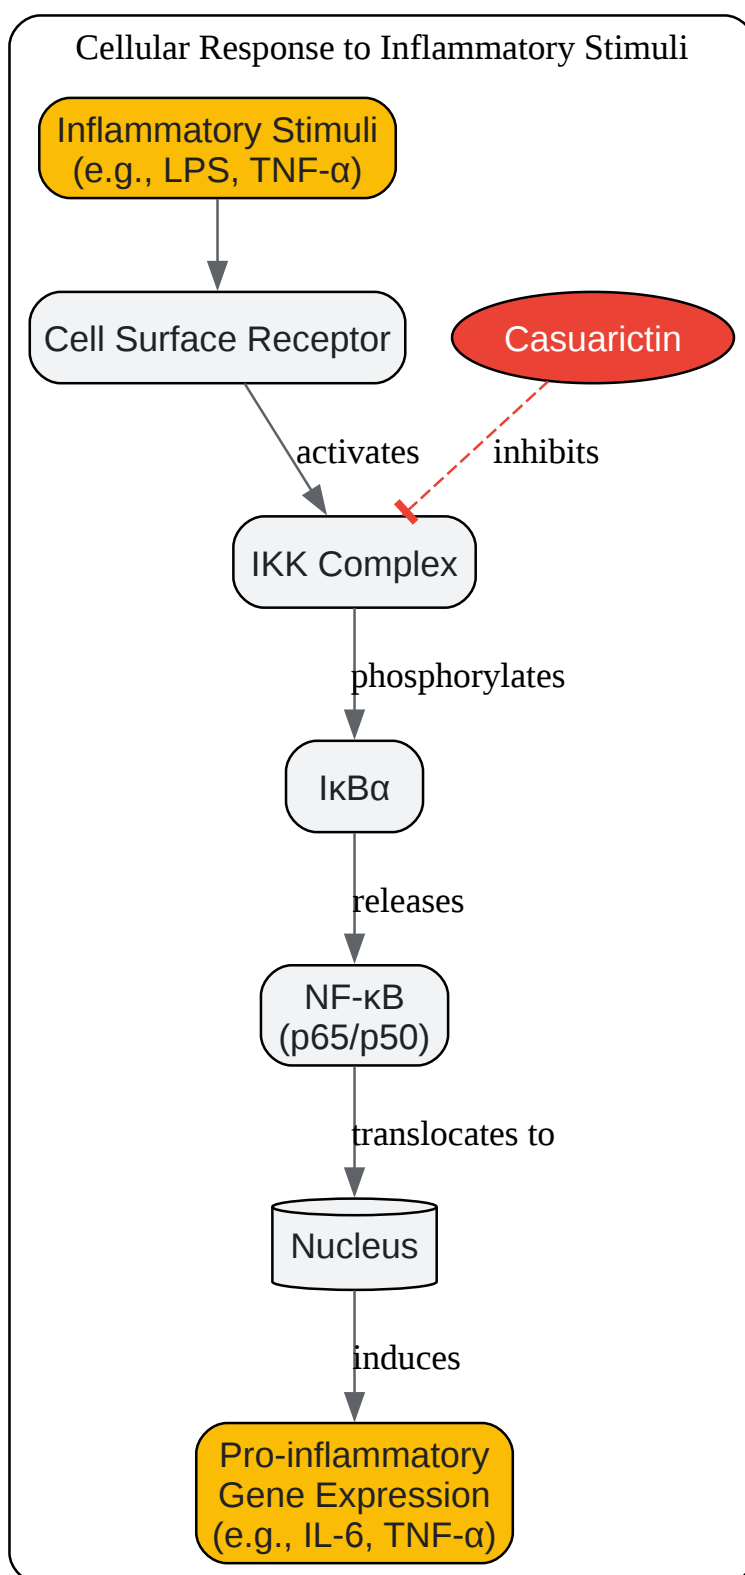 Cellular Response to Inflammatory Stimuli
Inflammatory Stimuli
(e.g., LPS, TNF-α)
Cell Surface Receptor
Casuarictin
activates
inhibits
IKK Complex
phosphorylates
IκBα
releases
NF-κB
(p65/p50)
translocates to
Nucleus
induces
Pro-inflammatory
Gene Expression
(e.g., IL-6, TNF-α)